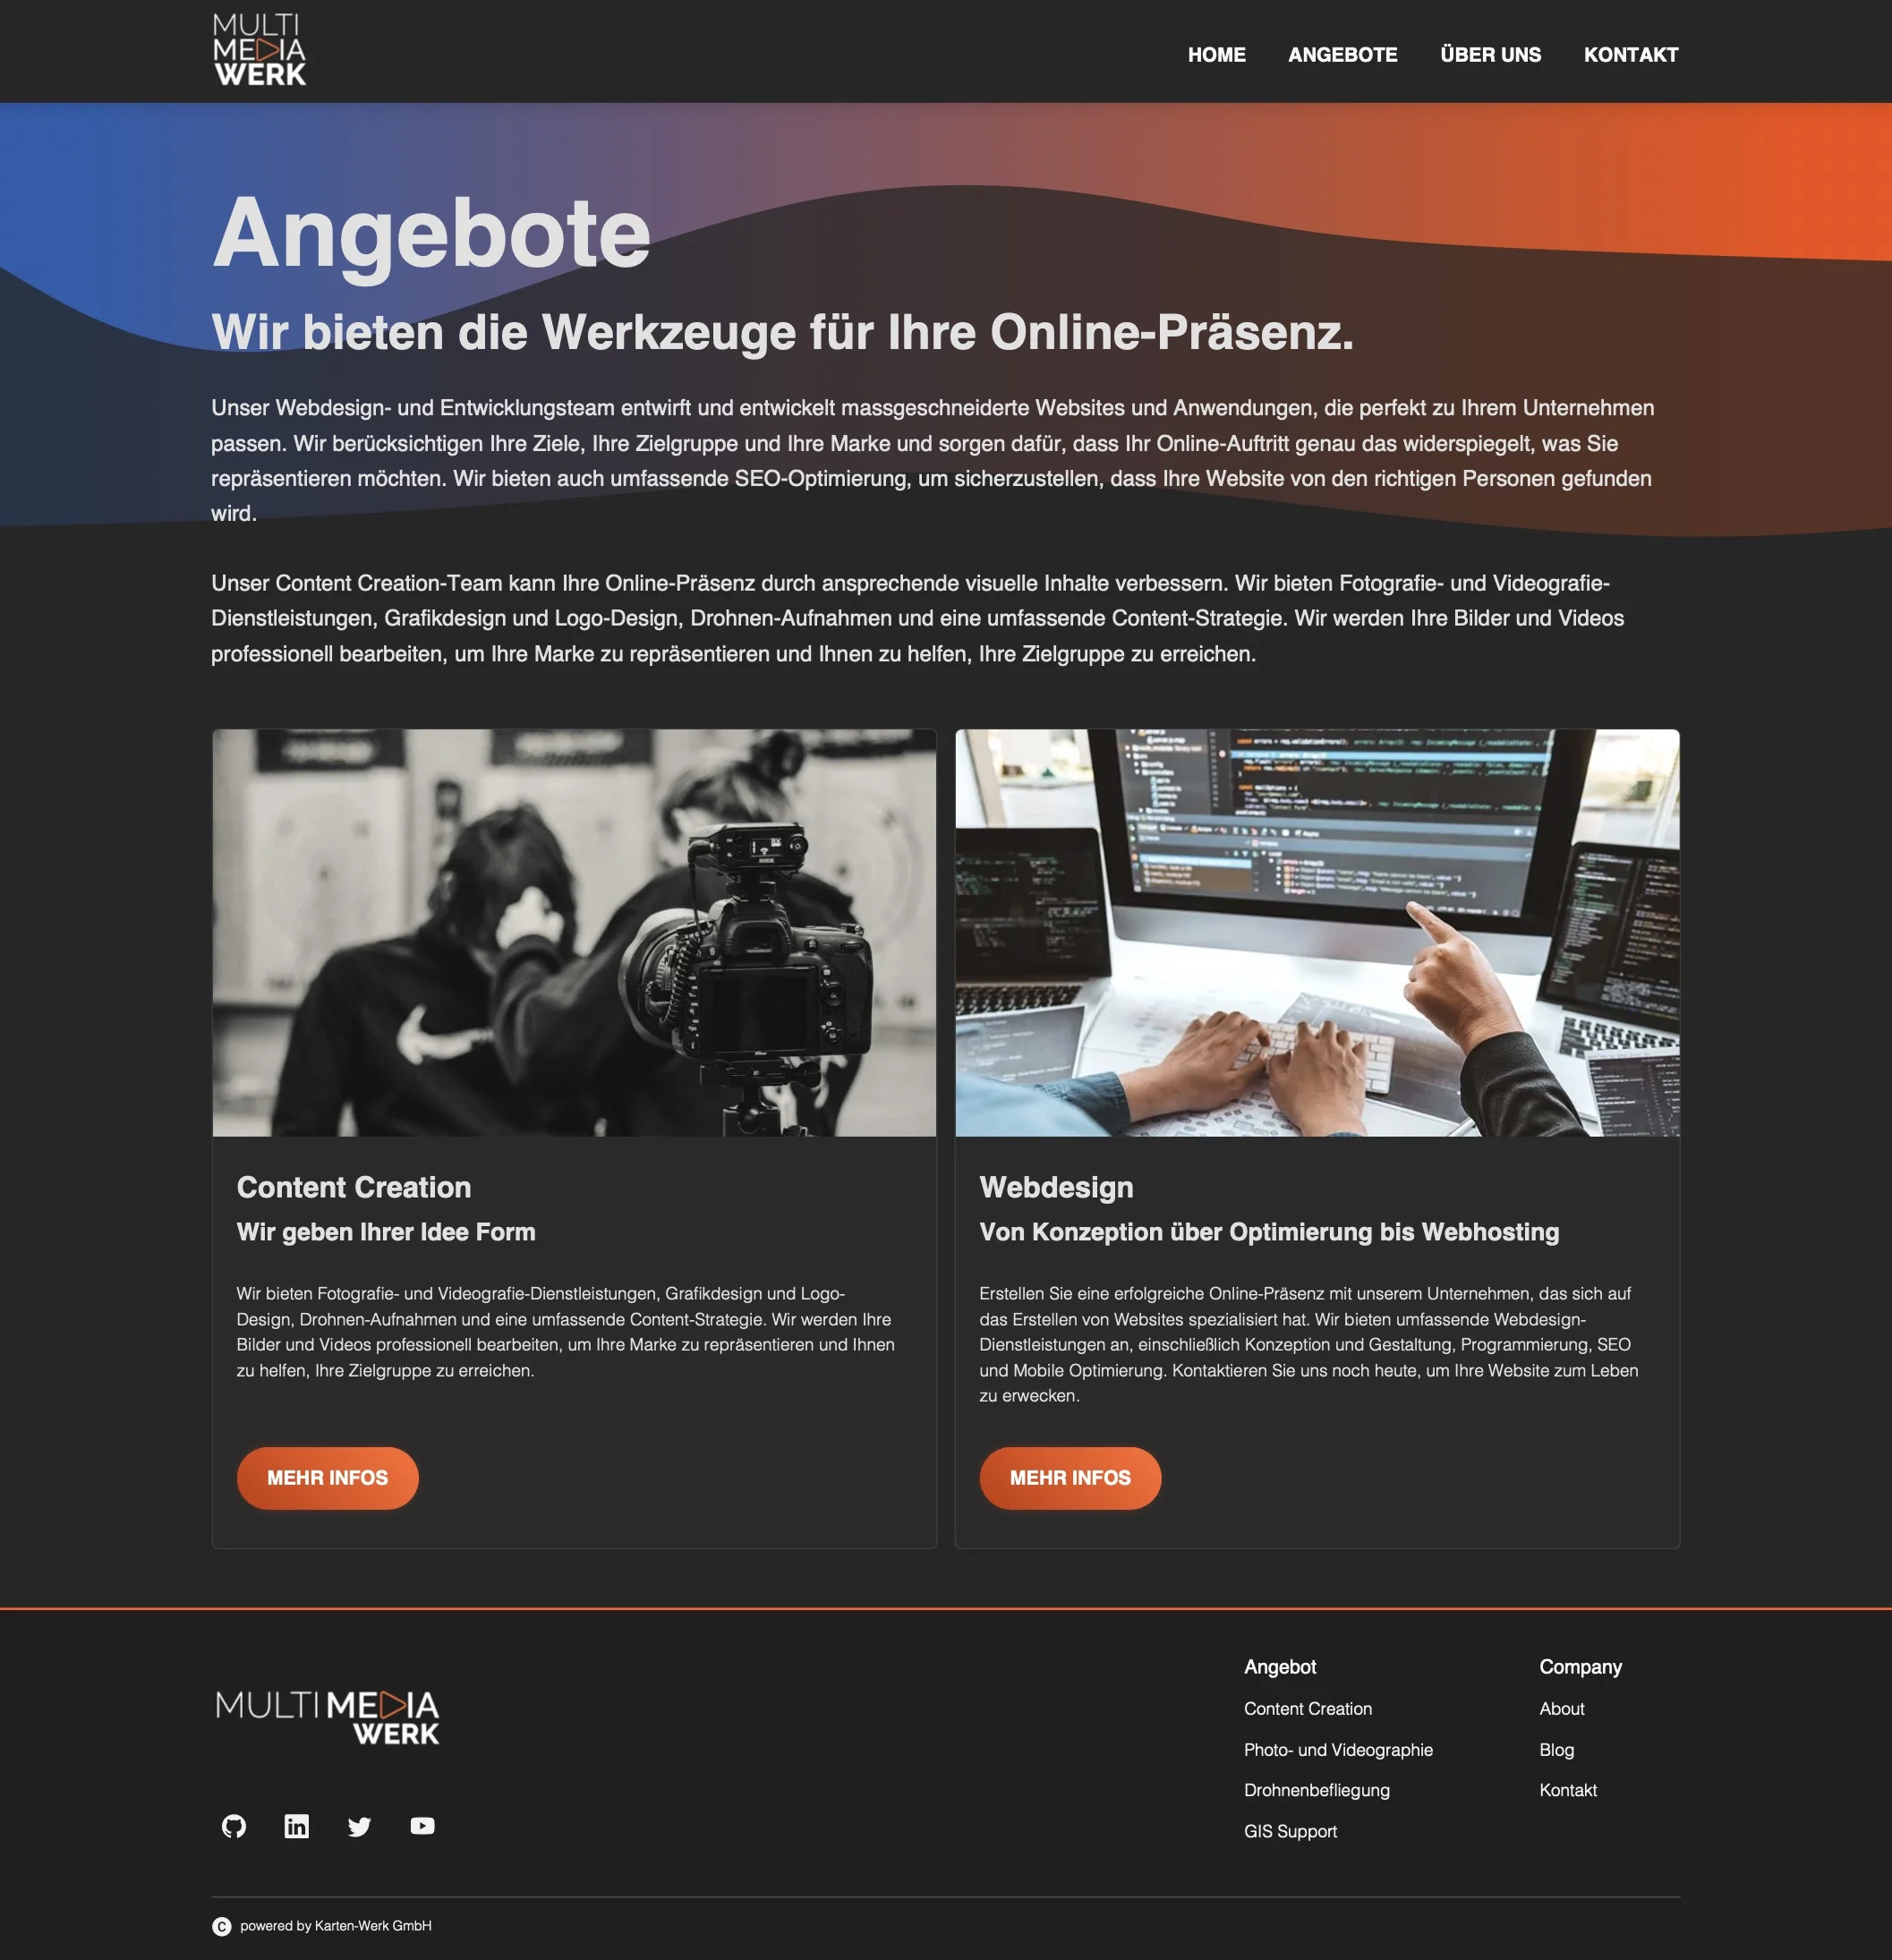 MULTI
MEDIA
WERK
HOME ANGEBOTE ÜBER UNS KONTAKT
Angebote
Wir bieten die Werkzeuge für Ihre Online-Präsenz.
Unser Webdesign- und Entwicklungsteam entwirft und entwickelt massgeschneiderte Websites und Anwendungen, die perfekt zu Ihrem Unternehmen
passen. Wir berücksichtigen Ihre Ziele, Ihre Zielgruppe und Ihre Marke und sorgen dafür, dass Ihr Online-Auftritt genau das widerspiegelt, was Sie
repräsentieren möchten. Wir bieten auch umfassende SEO-Optimierung, um sicherzustellen, dass Ihre Website von den richtigen Personen gefunden
wird.
Unser Content Creation-Team kann Ihre Online-Präsenz durch ansprechende visuelle Inhalte verbessern. Wir bieten Fotografie- und Videografie-
Dienstleistungen, Grafikdesign und Logo-Design, Drohnen-Aufnahmen und eine umfassende Content-Strategie. Wir werden Ihre Bilder und Videos
professionell bearbeiten, um Ihre Marke zu repräsentieren und Ihnen zu helfen, Ihre Zielgruppe zu erreichen.
Content Creation
Wir geben Ihrer Idee Form
Wir bieten Fotografie- und Videografie-Dienstleistungen, Grafikdesign und Logo-
Design, Drohnen-Aufnahmen und eine umfassende Content-Strategie. Wir werden Ihre
Bilder und Videos professionell bearbeiten, um Ihre Marke zu repräsentieren und Ihnen
zu helfen, Ihre Zielgruppe zu erreichen.
MEHR INFOS
Webdesign
Von Konzeption über Optimierung bis Webhosting
Erstellen Sie eine erfolgreiche Online-Präsenz mit unserem Unternehmen, das sich auf
das Erstellen von Websites spezialisiert hat. Wir bieten umfassende Webdesign-
Dienstleistungen an, einschließlich Konzeption und Gestaltung, Programmierung, SEO
und Mobile Optimierung. Kontaktieren Sie uns noch heute, um Ihre Website zum Leben
zu erwecken.
MEHR INFOS
MULTIMEDIA
WERK
Angebot
Content Creation
Photo- und Videographie
Drohnenbefliegung
GIS Support
Company
About
Blog
Kontakt
powered by Karten-Werk GmbH